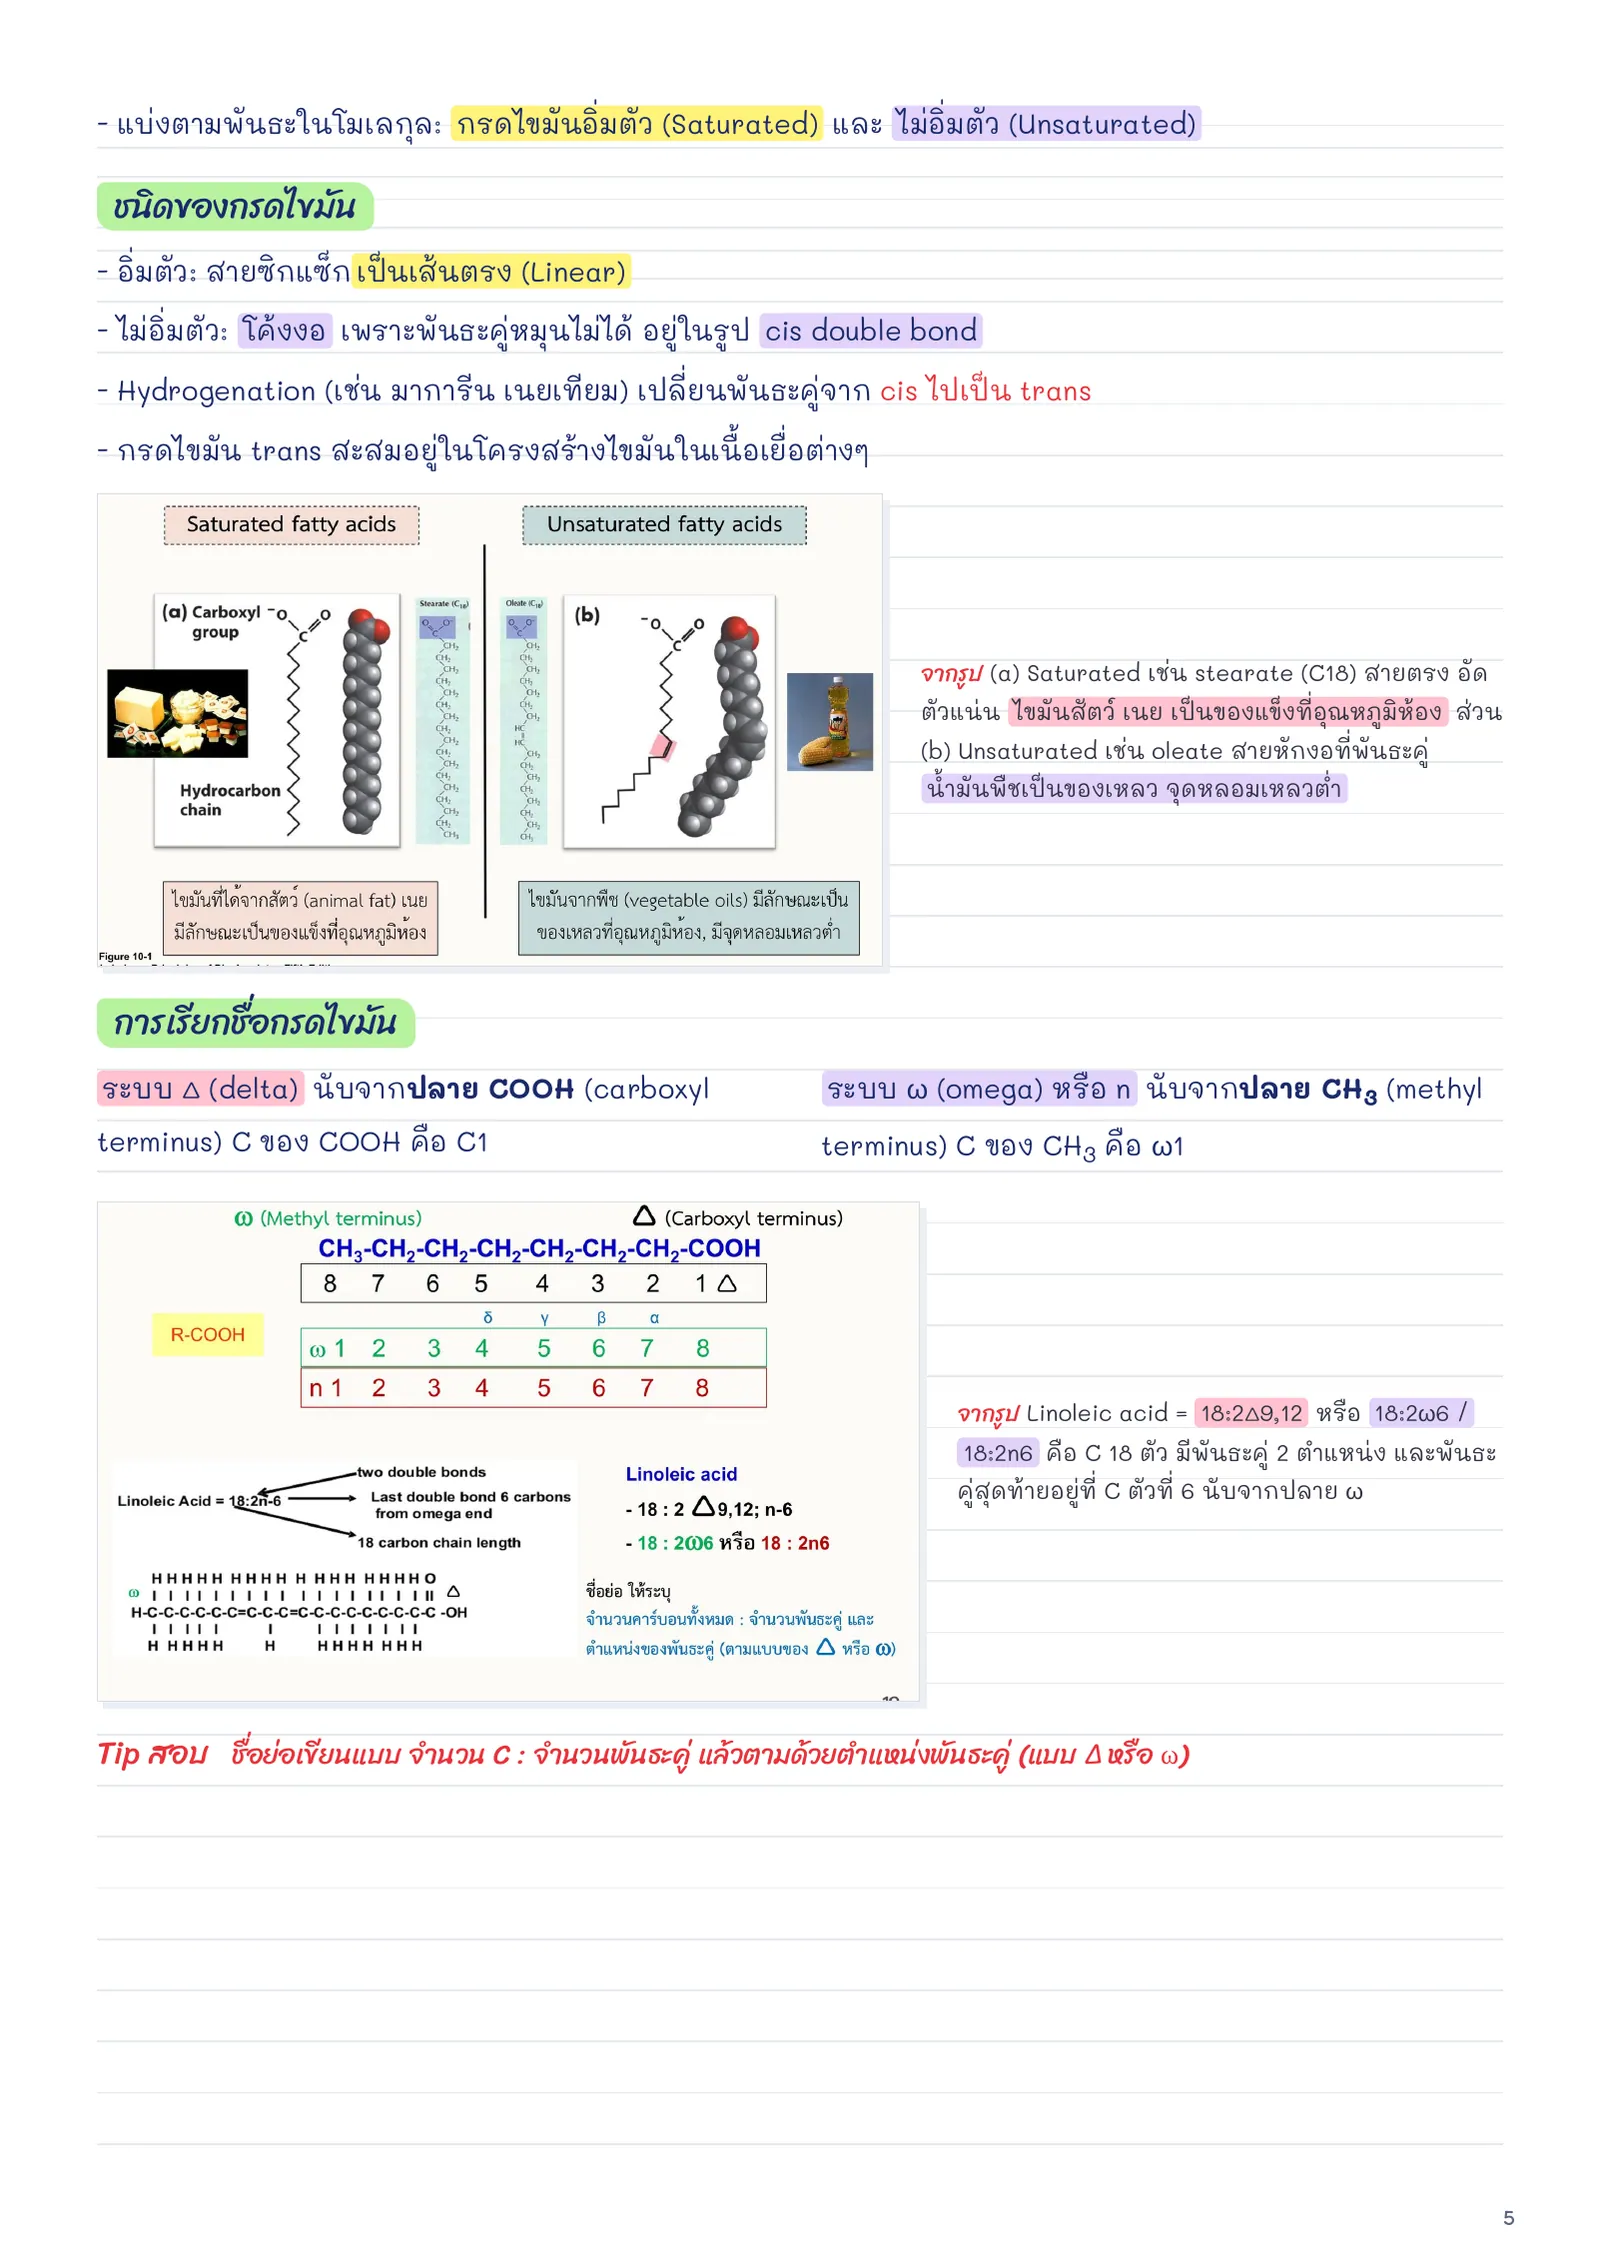 - แบ่งตามพันธะในโมเลกุล: กรดไขมันอิ่มตัว (Saturated) และ ไม่อิ่มตัว (Unsaturated)
ชนิดของกรดไขมัน
- อิ่มตัว: สายซิกแซ็กเป็นเส้นตรง (Linear)
- ไม่อิ่มตัว: โค้งงอ เพราะพันธะคู่หมุนไม่ได้ อยู่ในรูป cis double bond
- Hydrogenation (เช่น มาการีน เนยเทียม) เปลี่ยนพันธะคู่จาก cis ไปเป็น trans
- กรดไขมัน trans สะสมอยู่ในโครงสร้างไขมันในเนื้อเยื่อต่างๆ
Saturated fatty acids
Unsaturated fatty acids
(a) Carboxyl group
Hydrocarbon chain
Stearate (C18)
Oleate (C18)
(b)
ไขมันที่ได้จากสัตว์ (animal fat) เนย
มีลักษณะเป็นของแข็งที่อุณหภูมิห้อง
ไขมันจากพืช (vegetable oils) มีลักษณะเป็น
ของเหลวที่อุณหภูมิห้อง, มีจุดหลอมเหลวต่ำ
Figure 10-1
จากรูป (a) Saturated เช่น stearate (C18) สายตรง อัด
ตัวแน่น ไขมันสัตว์ เนย เป็นของแข็งที่อุณหภูมิห้อง ส่วน
(b) Unsaturated เช่น oleate สายหักงอที่พันธะคู่
น้ำมันพืชเป็นของเหลว จุดหลอมเหลวต่ำ
การเรียกชื่อกรดไขมัน
ระบบ △ (delta) นับจากปลาย COOH (carboxyl
terminus) C ของ COOH คือ C1
ระบบ ω (omega) หรือ n นับจากปลาย CH3 (methyl
terminus) C ของ CH3 คือ ω1
ω (Methyl terminus) △ (Carboxyl terminus)
CH3-CH2-CH2-CH2-CH2-CH2-CH2-COOH
8 7 6 5 4 3 2 1 △
δ γ β α
R-COOH
ω 1 2 3 4 5 6 7 8
n 1 2 3 4 5 6 7 8
two double bonds
Linoleic Acid = 18:2n-6
Last double bond 6 carbons
from omega end
18 carbon chain length
H H H H H H H H H H H H H H H H H O
ω △
H-C-C-C-C-C-C=C-C-C=C-C-C-C-C-C-C-C-C -OH
H H H H H H H H H H H H H
Linoleic acid
- 18 : 2 △9,12; n-6
- 18 : 2ω6 หรือ 18 : 2n6
ชื่อย่อ ให้ระบุ
จำนวนคาร์บอนทั้งหมด : จำนวนพันธะคู่ และ
ตำแหน่งของพันธะคู่ (ตามแบบของ △ หรือ ω)
จากรูป Linoleic acid = 18:2△9,12 หรือ 18:2ω6 /
18:2n6 คือ C 18 ตัว มีพันธะคู่ 2 ตำแหน่ง และพันธะ
คู่สุดท้ายอยู่ที่ C ตัวที่ 6 นับจากปลาย ω
Tip สอบ ชื่อย่อเขียนแบบ จำนวน C : จำนวนพันธะคู่ แล้วตามด้วยตำแหน่งพันธะคู่ (แบบ Δ หรือ ω)
5